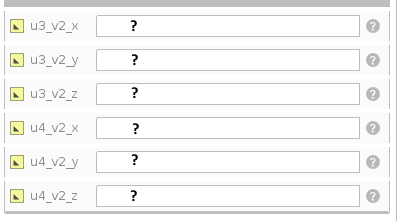 u3_v2_x ? ?
u3_v2_y ? ?
u3_v2_z ? ?
u4_v2_x ? ?
u4_v2_y ? ?
u4_v2_z ? ?